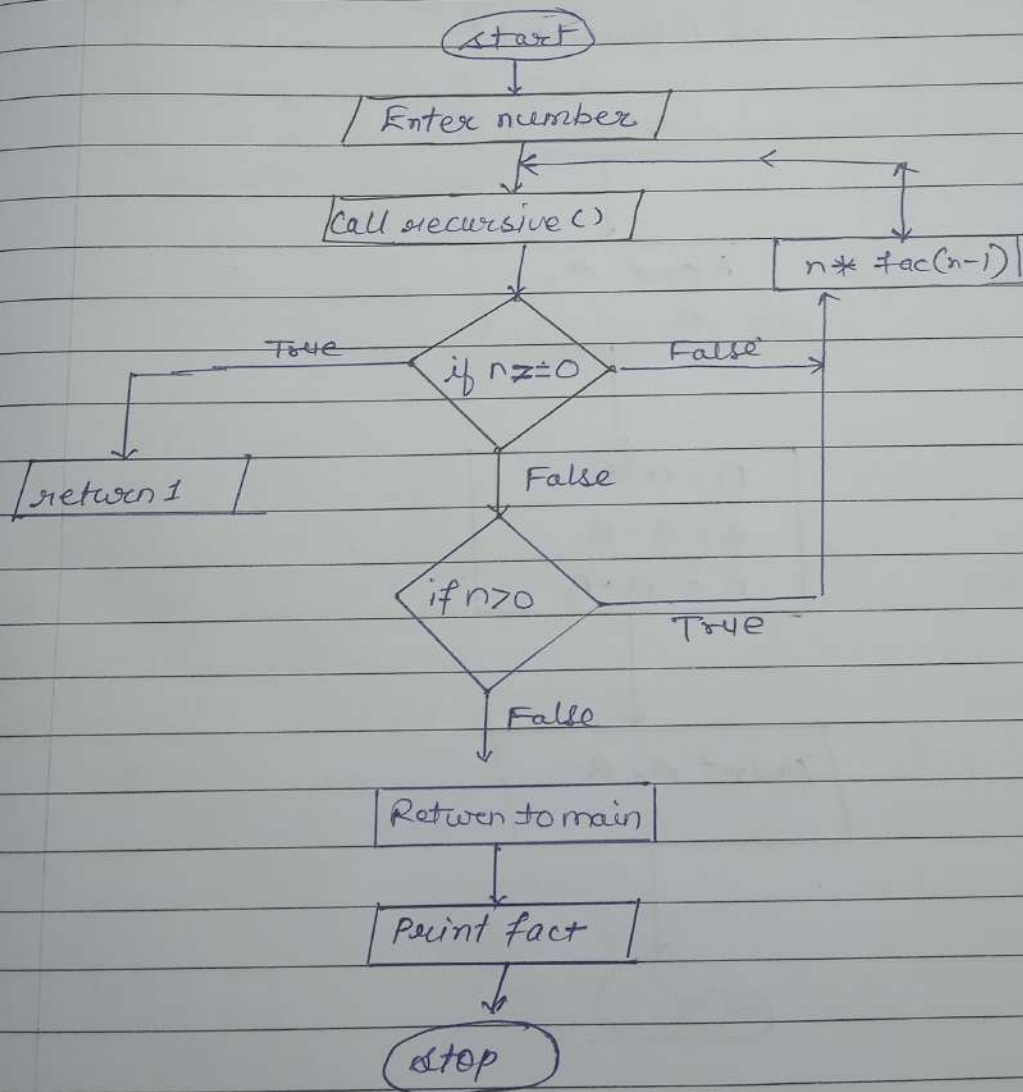 start
Enter number
Call recursive ()
n* fac(n-1)
True
if n==0
False
return 1
False
if n>0
True
False
Return to main
Print fact
stop